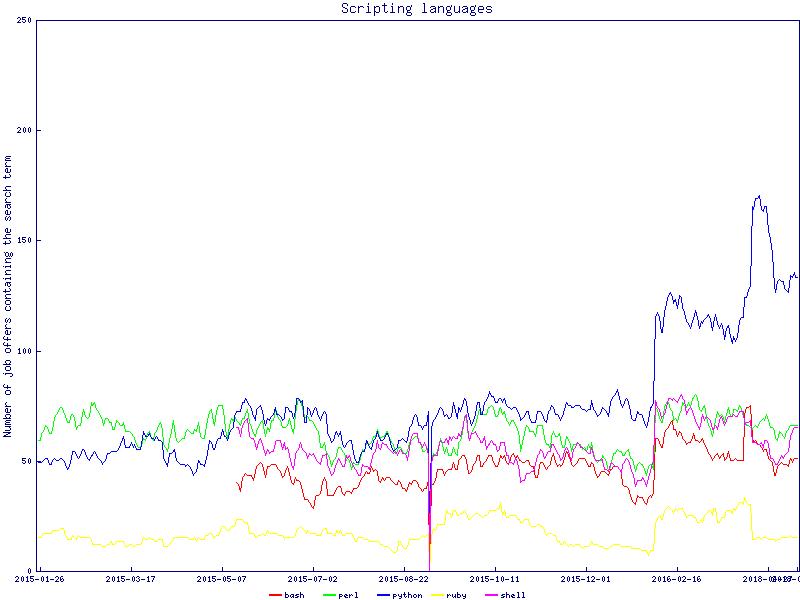 Scripting languages
Number of job offers containing the search term
250
200
150
100
50
0
2015-01-26 2015-03-17 2015-05-07 2015-07-02 2015-08-22 2015-10-11 2015-12-01 2016-02-16
bash perl python ruby shell